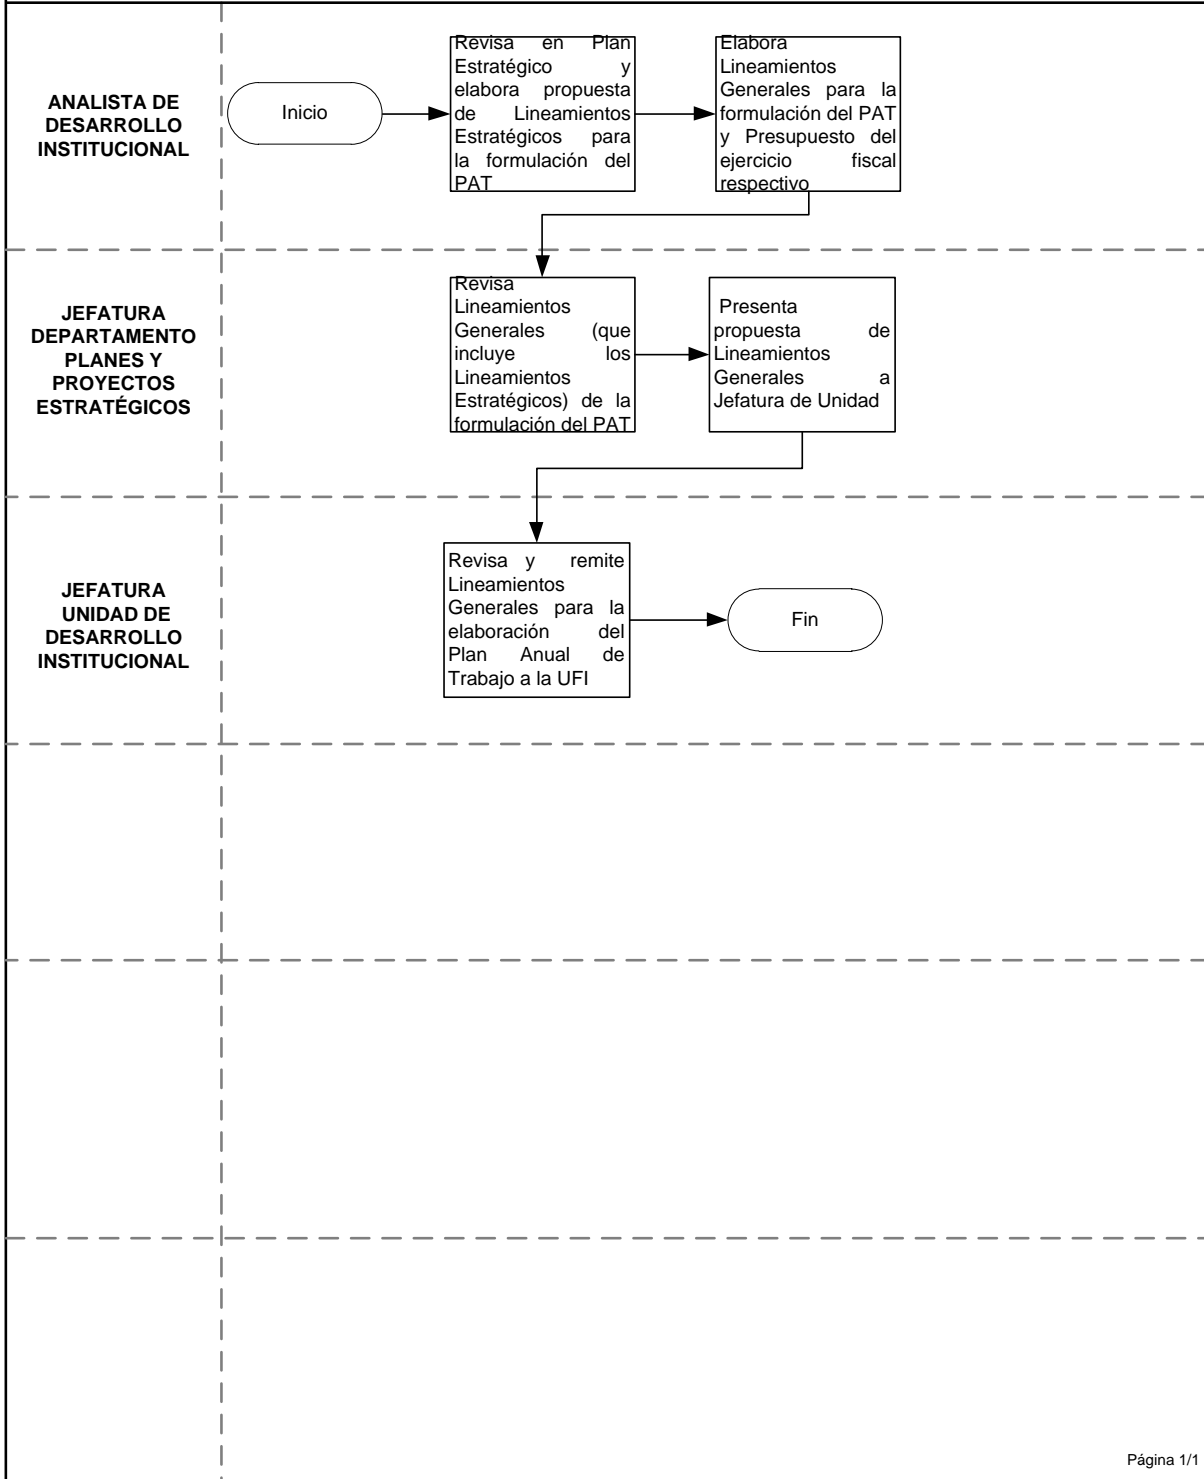 ANALISTA DE
DESARROLLO
INSTITUCIONAL
Inicio
Revisa en Plan
Estratégico y
elabora propuesta
de Lineamientos
Estratégicos para
la formulación del
PAT
Elabora
Lineamientos
Generales para la
formulación del PAT
y Presupuesto del
ejercicio fiscal
respectivo
JEFATURA
DEPARTAMENTO
PLANES Y
PROYECTOS
ESTRATÉGICOS
Revisa
Lineamientos
Generales (que
incluye los
Lineamientos
Estratégicos) de la
formulación del PAT
Presenta
propuesta de
Lineamientos
Generales a
Jefatura de Unidad
JEFATURA
UNIDAD DE
DESARROLLO
INSTITUCIONAL
Revisa y remite
Lineamientos
Generales para la
elaboración del
Plan Anual de
Trabajo a la UFI
Fin
Página 1/1